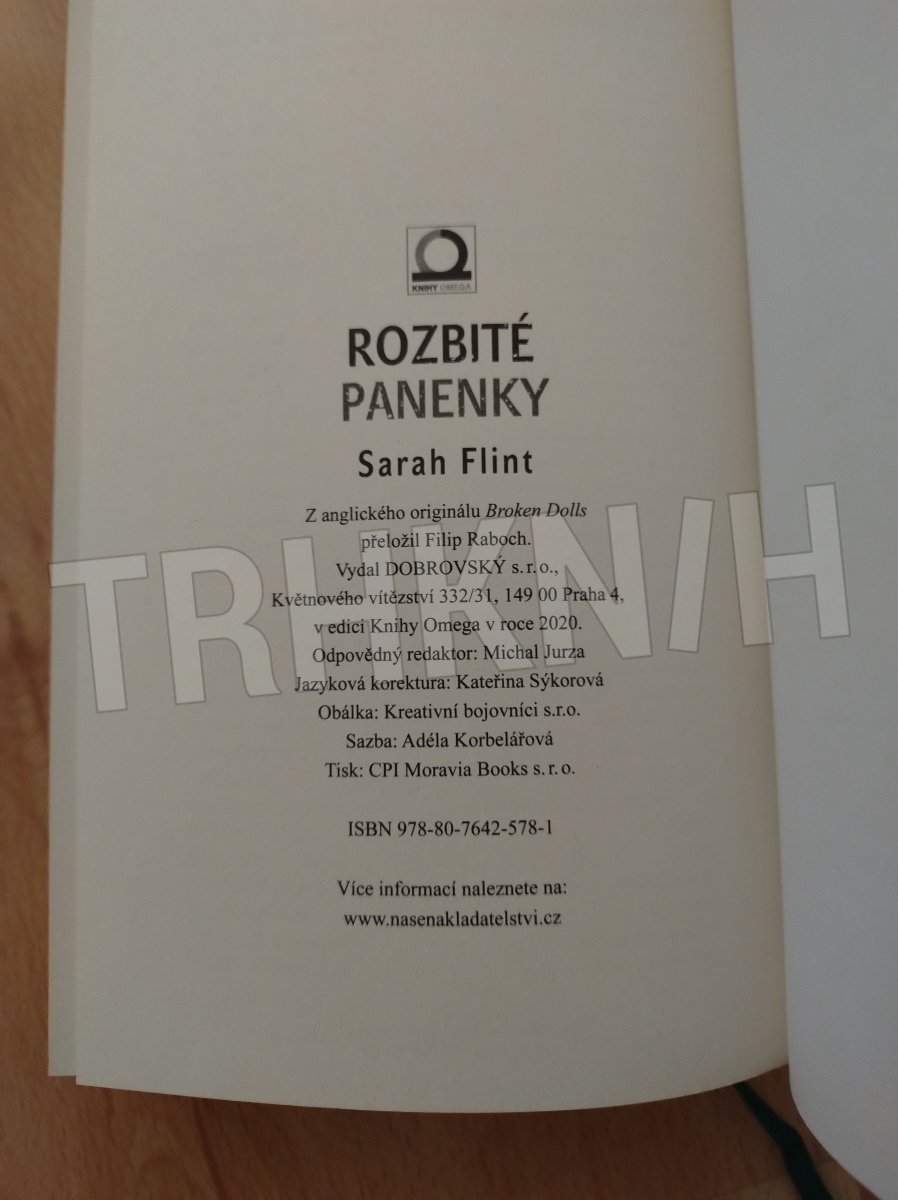 KNIHY OMEGA
ROZBITÉ
PANENKY
Sarah Flint
Z anglického originálu Broken Dolls
přeložil Filip Raboch.
Vydal DOBROVSKÝ s.r.o.,
Květnového vítězství 332/31, 149 00 Praha 4,
v edici Knihy Omega v roce 2020.
Odpovědný redaktor: Michal Jurza
Jazyková korektura: Kateřina Sýkorová
Obálka: Kreativní bojovníci s.r.o.
Sazba: Adéla Korbelářová
Tisk: CPI Moravia Books s.r.o.
ISBN 978-80-7642-578-1
Více informací naleznete na:
www.nasenakladatelstvi.cz
TRHKNIH